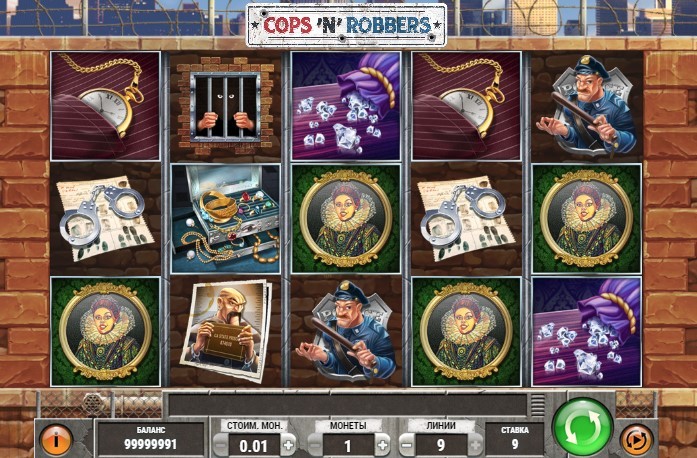 COPS 'N' ROBBERS
БАЛАНС
99999991
СТОИМ. МОН.
- 0.01 +
МОНЕТЫ
- 1 +
ЛИНИИ
- 9 +
СТАВКА
9